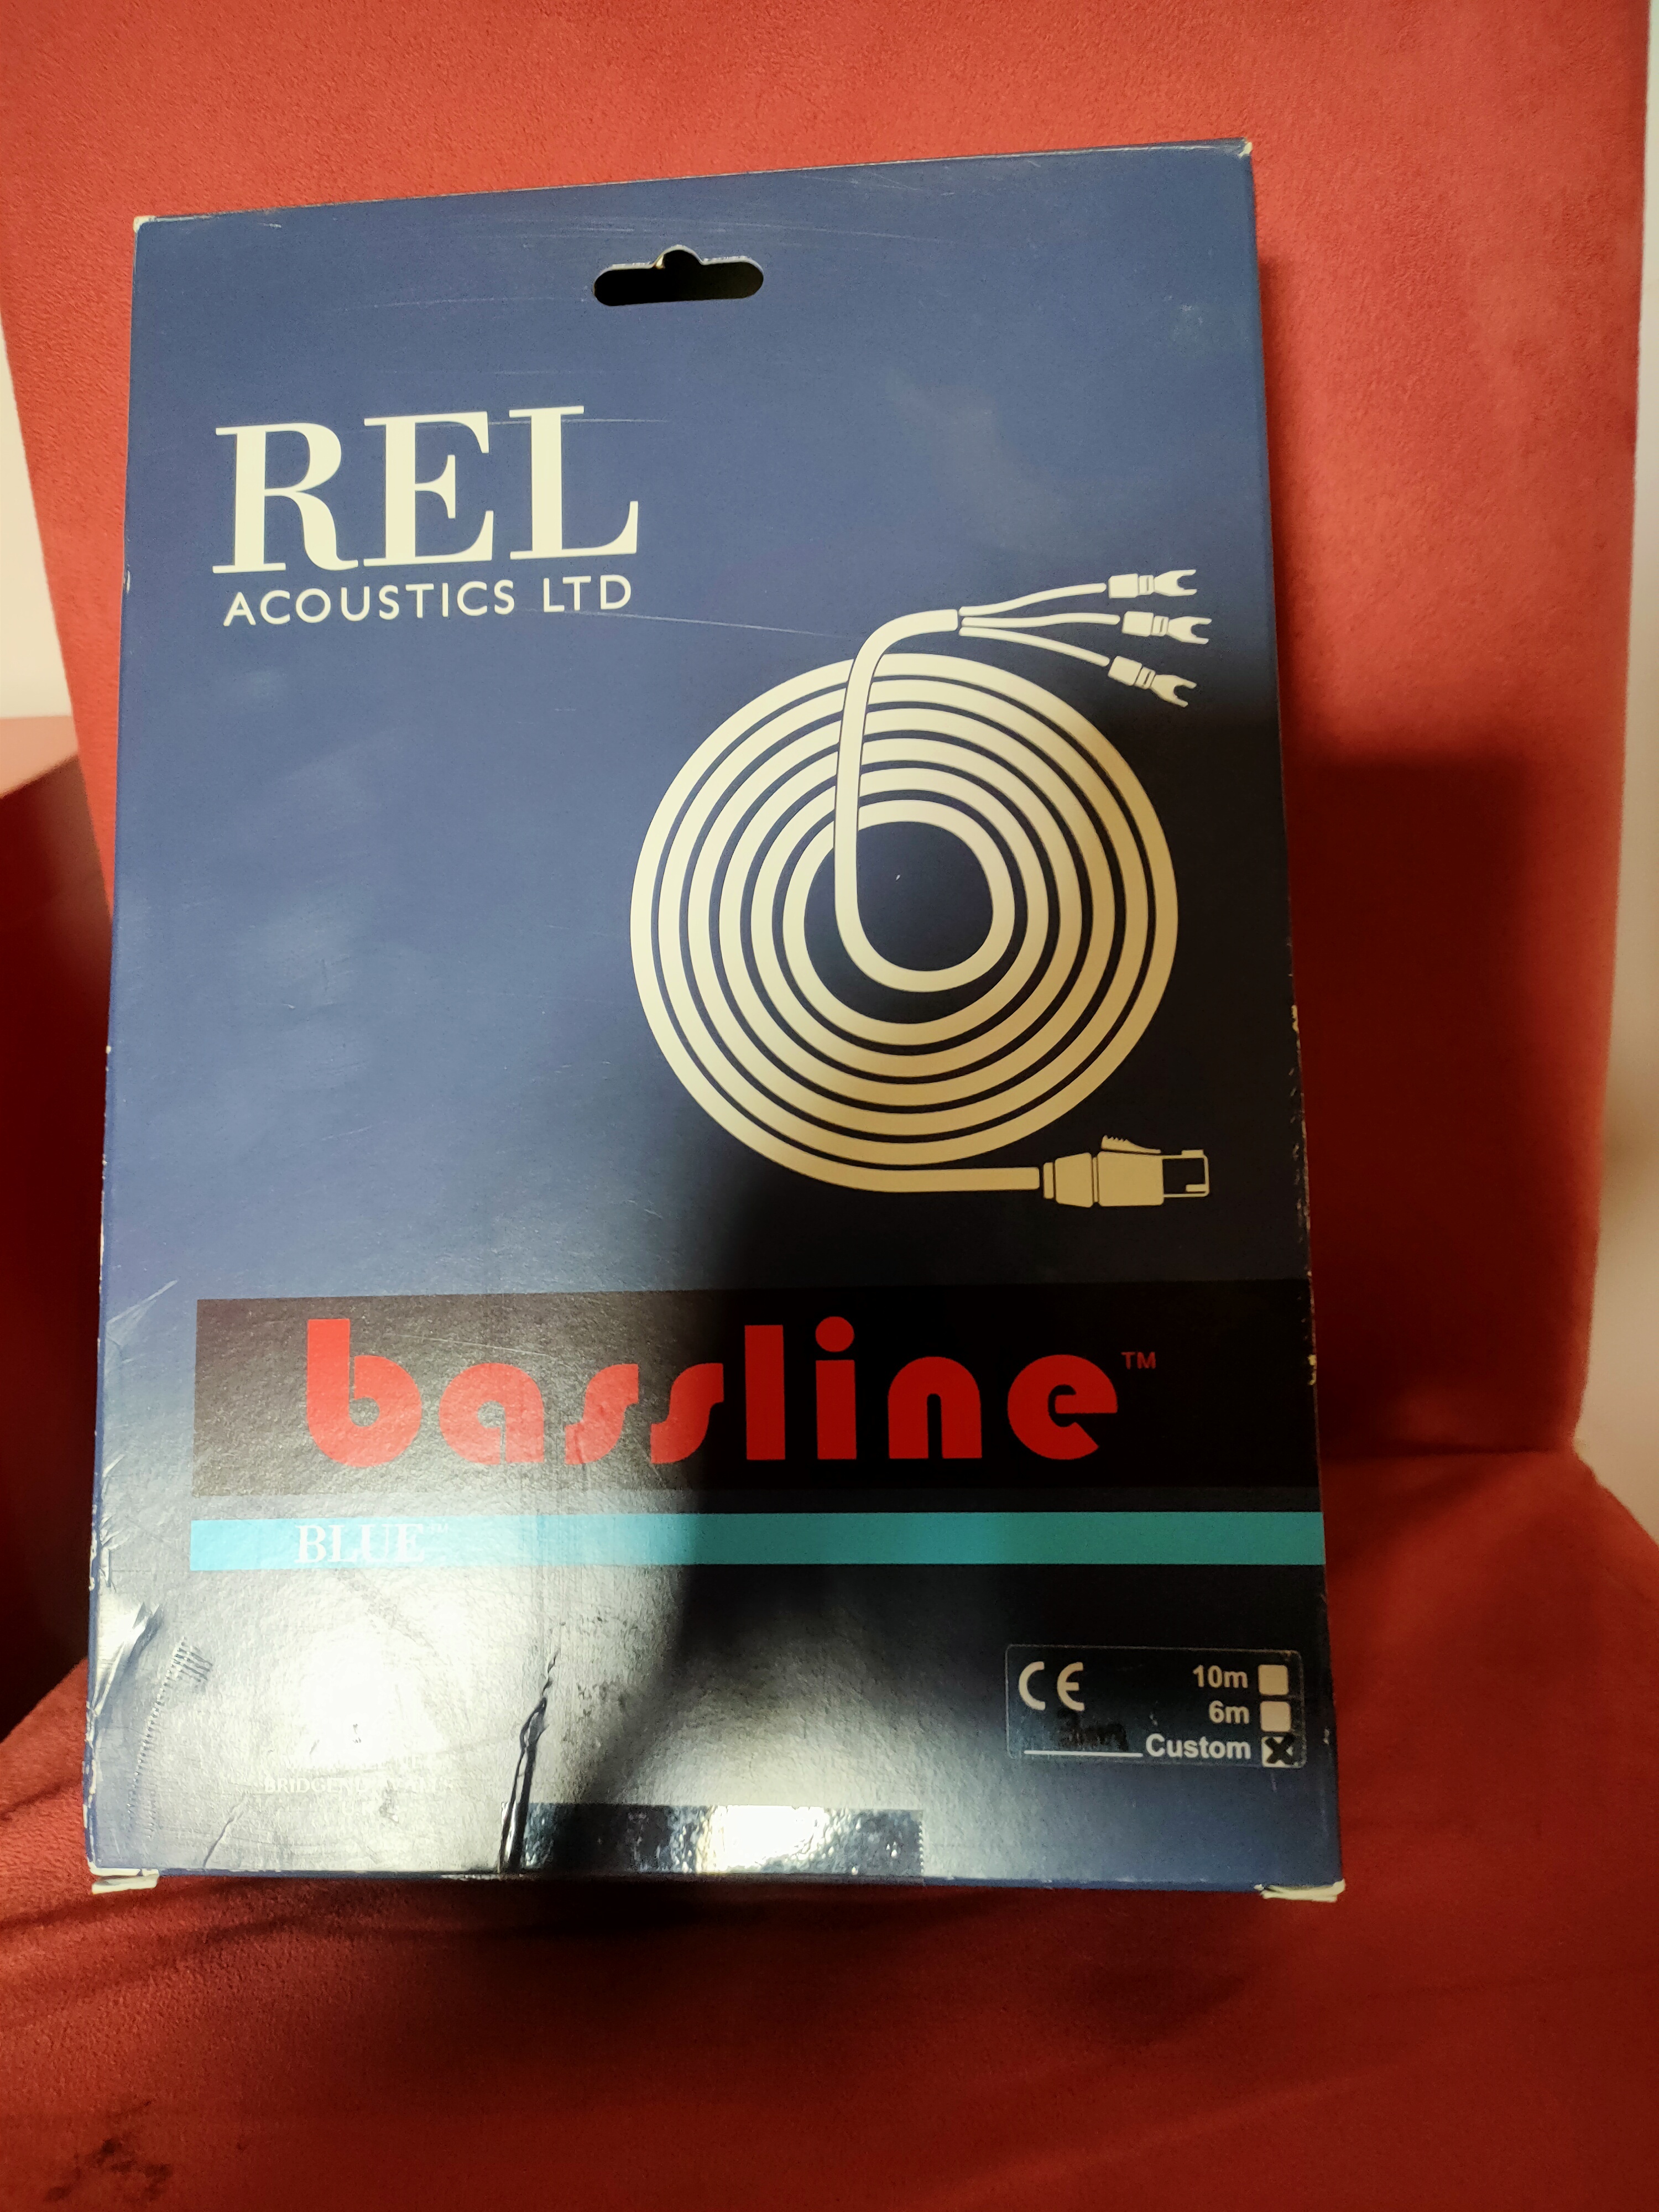 REL
ACOUSTICS LTD
bassline™
BLUE™
CE
10m
6m
Custom